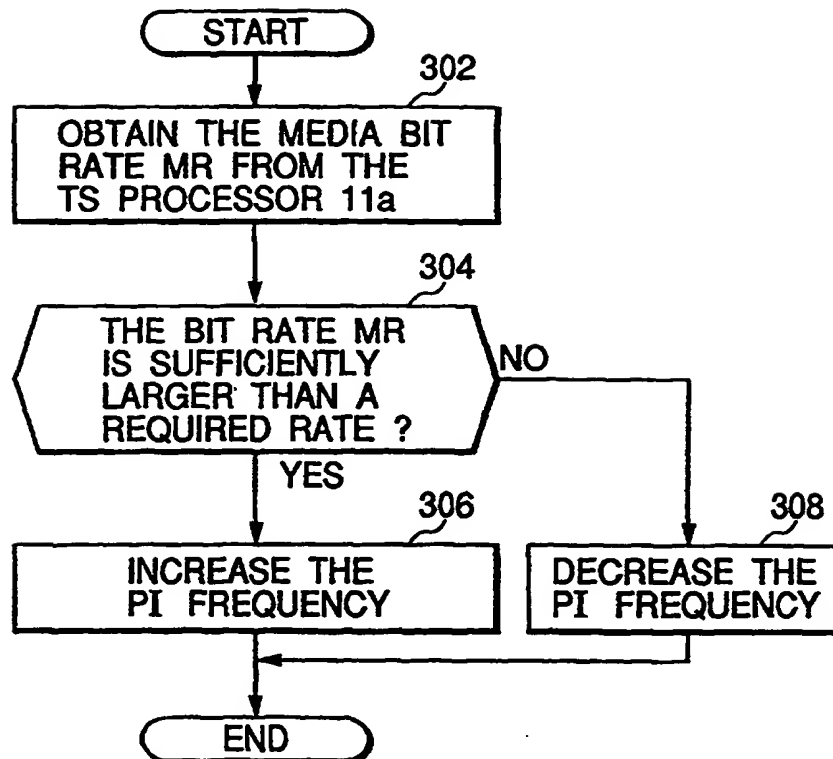 START
302
OBTAIN THE MEDIA BIT
RATE MR FROM THE
TS PROCESSOR 11a
304
THE BIT RATE MR
IS SUFFICIENTLY
LARGER THAN A
REQUIRED RATE ?
NO
YES
306
INCREASE THE
PI FREQUENCY
308
DECREASE THE
PI FREQUENCY
END